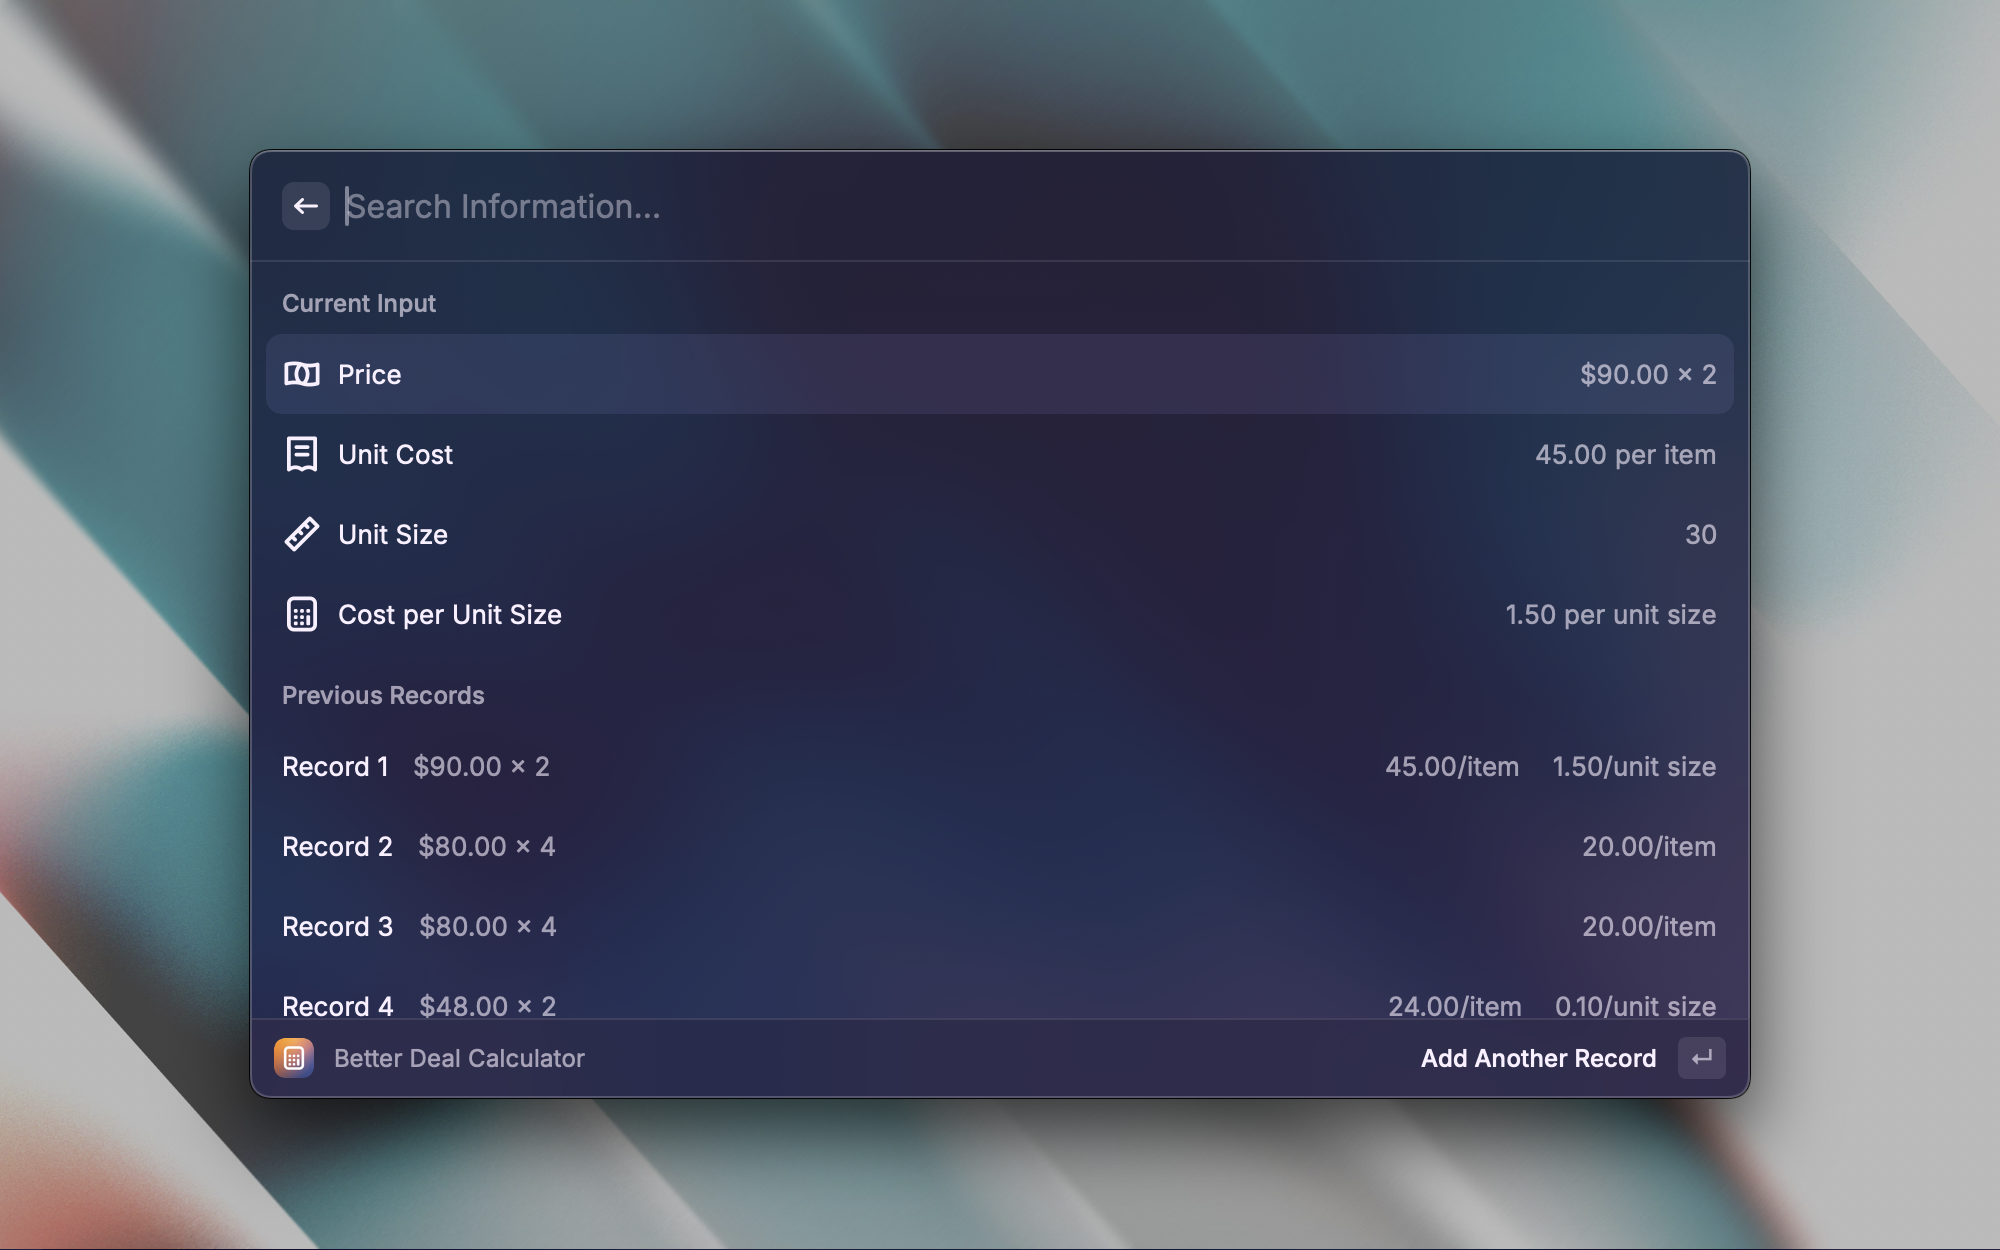 Search Information...
Current Input
Price $90.00 × 2
Unit Cost 45.00 per item
Unit Size 30
Cost per Unit Size 1.50 per unit size
Previous Records
Record 1 $90.00 × 2 45.00/item 1.50/unit size
Record 2 $80.00 × 4 20.00/item
Record 3 $80.00 × 4 20.00/item
Record 4 $48.00 × 2 24.00/item 0.10/unit size
Better Deal Calculator Add Another Record